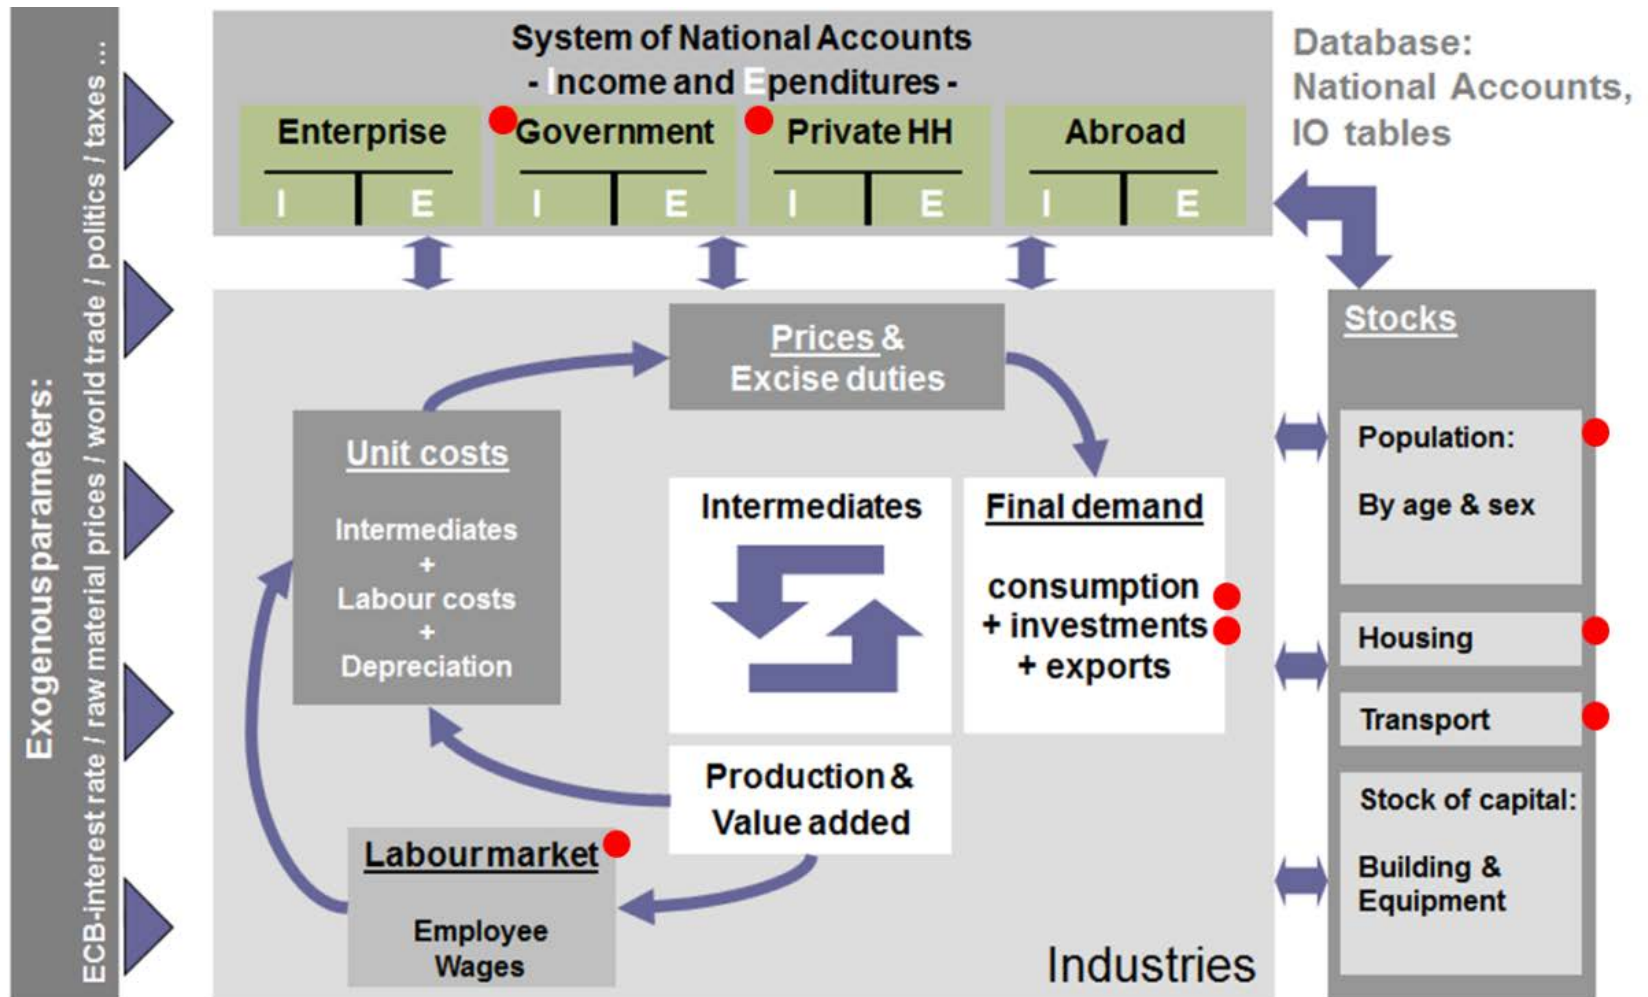 Exogenous parameters:
ECB-interest rate / raw material prices / world trade / politics / taxes ...
System of National Accounts
- Income and Ependitures -
Enterprise
I E
Government
I E
Private HH
I E
Abroad
I E
Database:
National Accounts,
IO tables
Prices &
Excise duties
Unit costs
Intermediates
+
Labour costs
+
Depreciation
Intermediates
Final demand
consumption
+ investments
+ exports
Production &
Value added
Labour market
Employee
Wages
Industries
Stocks
Population:
By age & sex
Housing
Transport
Stock of capital:
Building &
Equipment